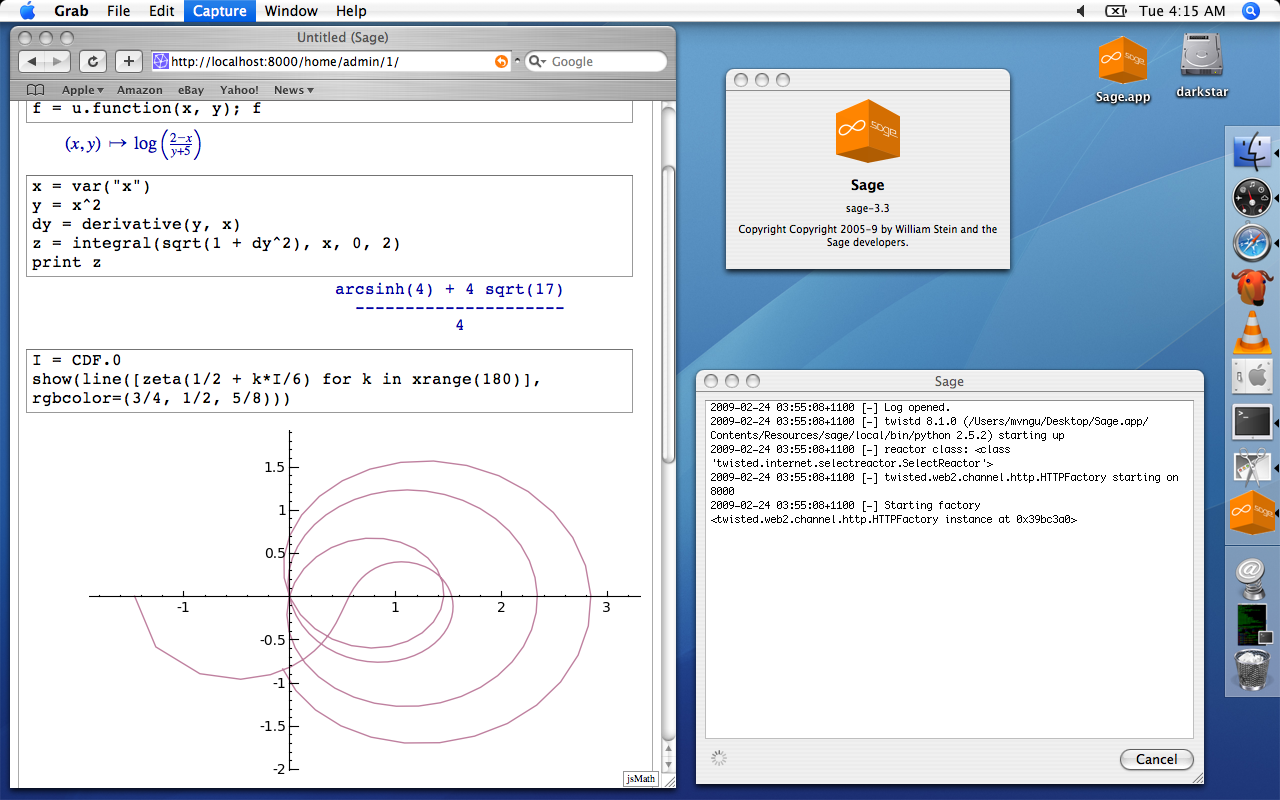 Grab File Edit Capture Window Help Tue 4:15 AM
Untitled (Sage)
http://localhost:8000/home/admin/1/ Google
Apple Amazon eBay Yahoo! News
f = u.function(x, y); f
(x,y) ↦ log(2−x/y+5)
x = var("x")
y = x^2
dy = derivative(y, x)
z = integral(sqrt(1 + dy^2), x, 0, 2)
print z
arcsinh(4) + 4 sqrt(17)
---------------------
4
I = CDF.0
show(line([zeta(1/2 + k*I/6) for k in xrange(180)],
rgbcolor=(3/4, 1/2, 5/8)))
1.5
1
0.5
-1 1 2 3
-0.5
-1
-1.5
-2
jsMath
sage
Sage
sage-3.3
Copyright Copyright 2005-9 by William Stein and the
Sage developers.
sage
Sage.app
darkstar
Sage
2009-02-24 03:55:08+1100 [-] Log opened.
2009-02-24 03:55:08+1100 [-] twistd 8.1.0 (/Users/mvngu/Desktop/Sage.app/
Contents/Resources/sage/local/bin/python 2.5.2) starting up
2009-02-24 03:55:08+1100 [-] reactor class: <class
'twisted.internet.selectreactor.SelectReactor'>
2009-02-24 03:55:08+1100 [-] twisted.web2.channel.http.HTTPFactory starting on
8000
2009-02-24 03:55:08+1100 [-] Starting factory
<twisted.web2.channel.http.HTTPFactory instance at 0x39bc3a0>
Cancel
sage